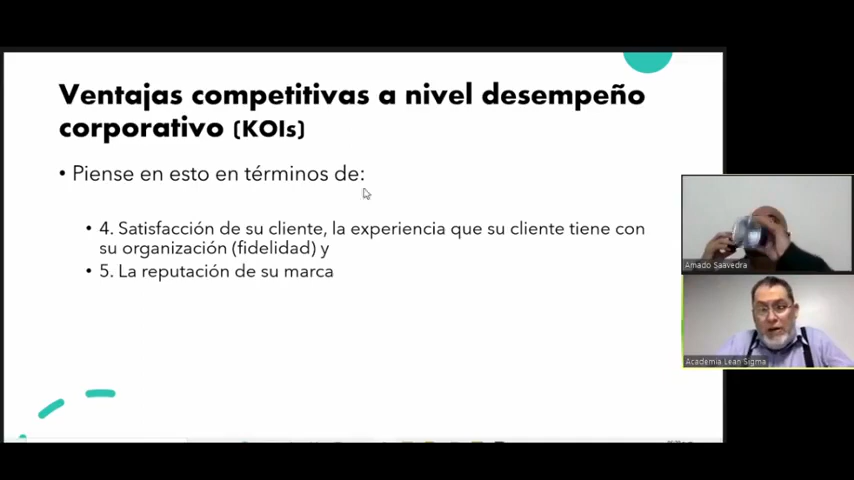 Ventajas competitivas a nivel desempeño
corporativo (KOIs)
• Piense en esto en términos de:
• 4. Satisfacción de su cliente, la experiencia que su cliente tiene con
su organización (fidelidad) y
• 5. La reputación de su marca
Amado Saavedra
Academia Lean Sigma